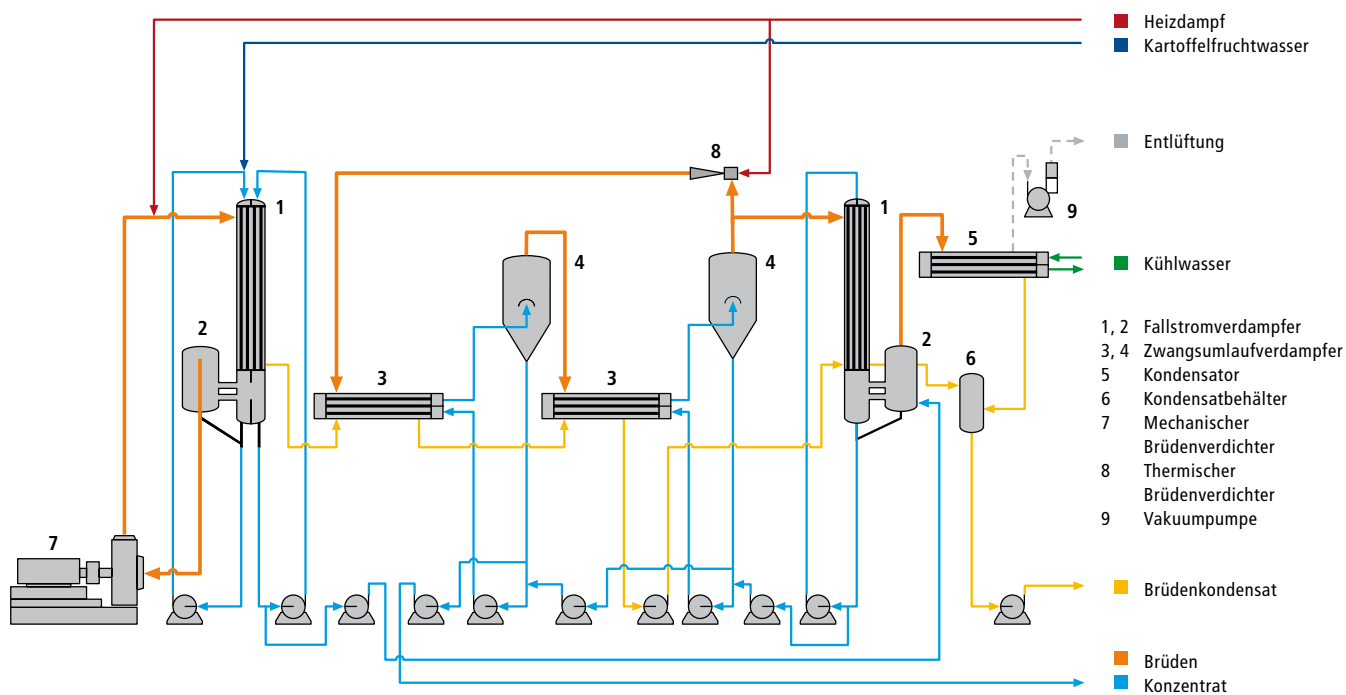 Heizdampf
Kartoffelfruchtwasser
8
Entlüftung
1
1
9
5
4
4
Kühlwasser
2
2
6
3
3
1, 2 Fallstromverdampfer
3, 4 Zwangsumlaufverdampfer
5 Kondensator
6 Kondensatbehälter
7 Mechanischer
Brüdenverdichter
8 Thermischer
Brüdenverdichter
9 Vakuumpumpe
7
Brüdenkondensat
Brüden
Konzentrat